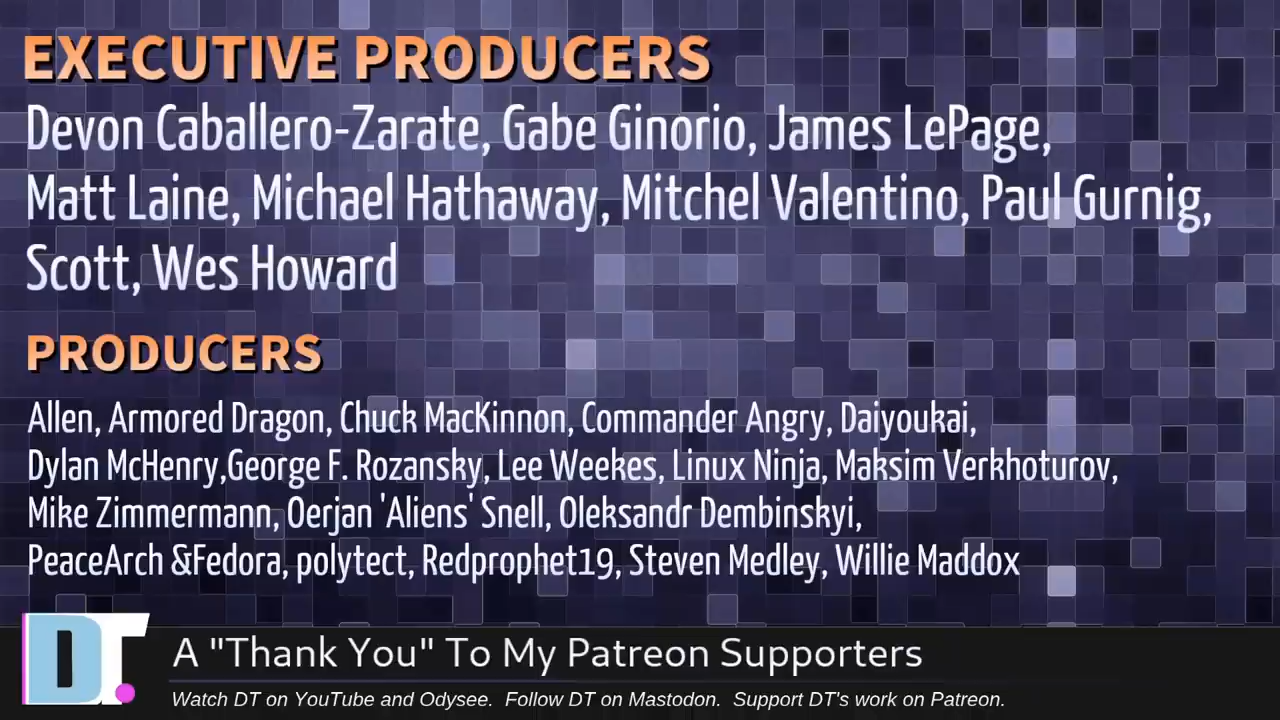 EXECUTIVE PRODUCERS
Devon Caballero-Zarate, Gabe Ginorio, James LePage,
Matt Laine, Michael Hathaway, Mitchel Valentino, Paul Gurnig,
Scott, Wes Howard
PRODUCERS
Allen, Armored Dragon, Chuck MacKinnon, Commander Angry, Daiyoukai,
Dylan McHenry,George F. Rozansky, Lee Weekes, Linux Ninja, Maksim Verkhoturov,
Mike Zimmermann, Oerjan 'Aliens' Snell, Oleksandr Dembinskyi,
PeaceArch &Fedora, polytect, Redprophet19, Steven Medley, Willie Maddox
DT.
A "Thank You" To My Patreon Supporters
Watch DT on YouTube and Odysee. Follow DT on Mastodon. Support DT's work on Patreon.